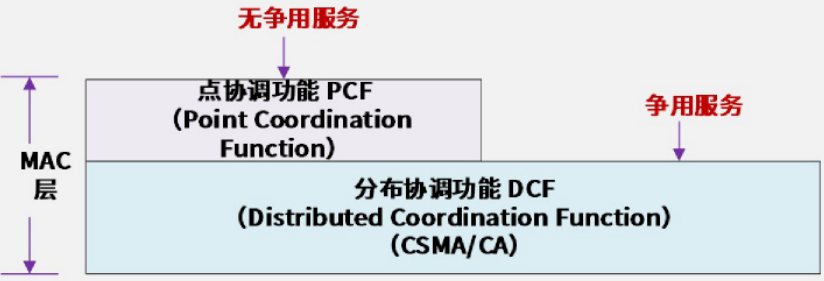 无争用服务
点协调功能 PCF
（Point Coordination
Function）
争用服务
MAC
层
分布协调功能 DCF
（Distributed Coordination Function）
（CSMA/CA）